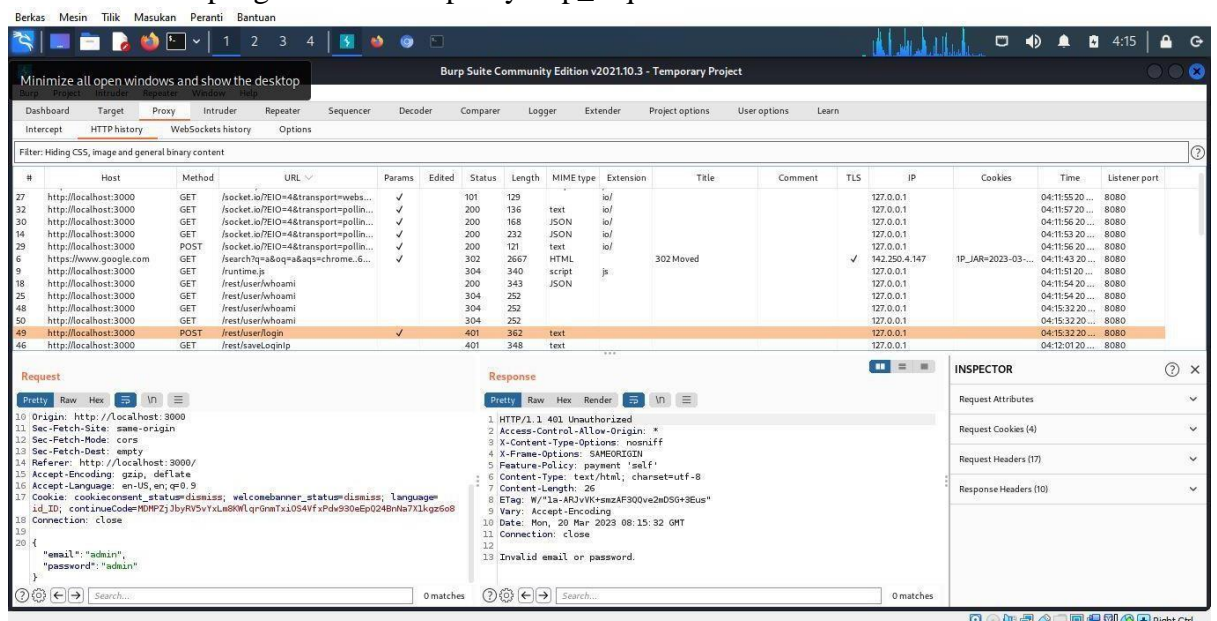 Berkas Mesin Tilik Masukan Peranti Bantuan
1 2 3 4 4:15
Minimize all open windows and show the desktop
Burp Suite Community Edition v2021.10.3 - Temporary Project
Burp Project Intruder Repeater Window Help
Dashboard Target Proxy Intruder Repeater Sequencer Decoder Comparer Logger Extender Project options User options Learn
Intercept HTTP history WebSockets history Options
Filter: Hiding CSS, image and general binary content
# Host Method URL Params Edited Status Length MIME type Extension Title Comment TLS IP Cookies Time Listener port
27 http://localhost:3000 GET /socket.io/?EIO=4&transport=webs... ✓ 101 129 io/ 127.0.0.1 04:11:55 20 ... 8080
32 http://localhost:3000 GET /socket.io/?EIO=4&transport=pollin... ✓ 200 136 text io/ 127.0.0.1 04:11:57 20 ... 8080
30 http://localhost:3000 GET /socket.io/?EIO=4&transport=pollin... ✓ 200 168 JSON io/ 127.0.0.1 04:11:56 20 ... 8080
14 http://localhost:3000 GET /socket.io/?EIO=4&transport=pollin... ✓ 200 232 JSON io/ 127.0.0.1 04:11:53 20 ... 8080
29 http://localhost:3000 POST /socket.io/?EIO=4&transport=pollin... ✓ 200 121 text io/ 127.0.0.1 04:11:56 20 ... 8080
6 https://www.google.com GET /search?q=a&oq=a&aqs=chrome..6... ✓ 302 2667 HTML 302 Moved ✓ 142.250.4.147 1P_JAR=2023-03-... 04:11:43 20 ... 8080
9 http://localhost:3000 GET /runtime.js 304 340 script js 127.0.0.1 04:11:51 20 ... 8080
18 http://localhost:3000 GET /rest/user/whoami 200 343 JSON 127.0.0.1 04:11:54 20 ... 8080
25 http://localhost:3000 GET /rest/user/whoami 304 252 127.0.0.1 04:11:54 20 ... 8080
48 http://localhost:3000 GET /rest/user/whoami 304 252 127.0.0.1 04:15:32 20 ... 8080
50 http://localhost:3000 GET /rest/user/whoami 304 252 127.0.0.1 04:15:32 20 ... 8080
49 http://localhost:3000 POST /rest/user/login ✓ 401 362 text 127.0.0.1 04:15:32 20 ... 8080
46 http://localhost:3000 GET /rest/saveLoginIp 401 348 text 127.0.0.1 04:12:01 20 ... 8080
Request
Pretty Raw Hex \n
10 Origin: http://localhost:3000
11 Sec-Fetch-Site: same-origin
12 Sec-Fetch-Mode: cors
13 Sec-Fetch-Dest: empty
14 Referer: http://localhost:3000/
15 Accept-Encoding: gzip, deflate
16 Accept-Language: en-US,en;q=0.9
17 Cookie: cookieconsent_status=dismiss; welcomebanner_status=dismiss; language=
id_ID; continueCode=
18 Connection: close
19
20 {
"email":"admin",
"password":"admin"
}
Search... 0 matches
Response
Pretty Raw Hex Render \n
1 HTTP/1.1 401 Unauthorized
2 Access-Control-Allow-Origin: *
3 X-Content-Type-Options: nosniff
4 X-Frame-Options: SAMEORIGIN
5 Feature-Policy: payment 'self'
6 Content-Type: text/html; charset=utf-8
7 Content-Length: 26
8 ETag: W/"1a-ARJvVK+smzAF3QQve2mDSG+3Eus"
9 Vary: Accept-Encoding
10 Date: Mon, 20 Mar 2023 08:15:32 GMT
11 Connection: close
12
13 Invalid email or password.
Search... 0 matches
INSPECTOR
Request Attributes
Request Cookies (4)
Request Headers (17)
Response Headers (10)
Right Ctrl